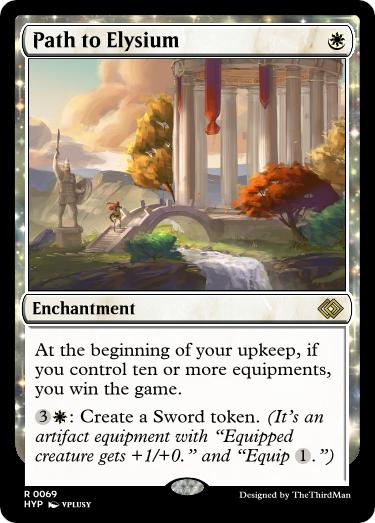 Path to Elysium
Enchantment
At the beginning of your upkeep, if
you control ten or more equipments,
you win the game.
3: Create a Sword token. (It's an
artifact equipment with “Equipped
creature gets +1/+0.” and “Equip 1.”)
R 0069
HYP VPLUSY
Designed by TheThirdMan